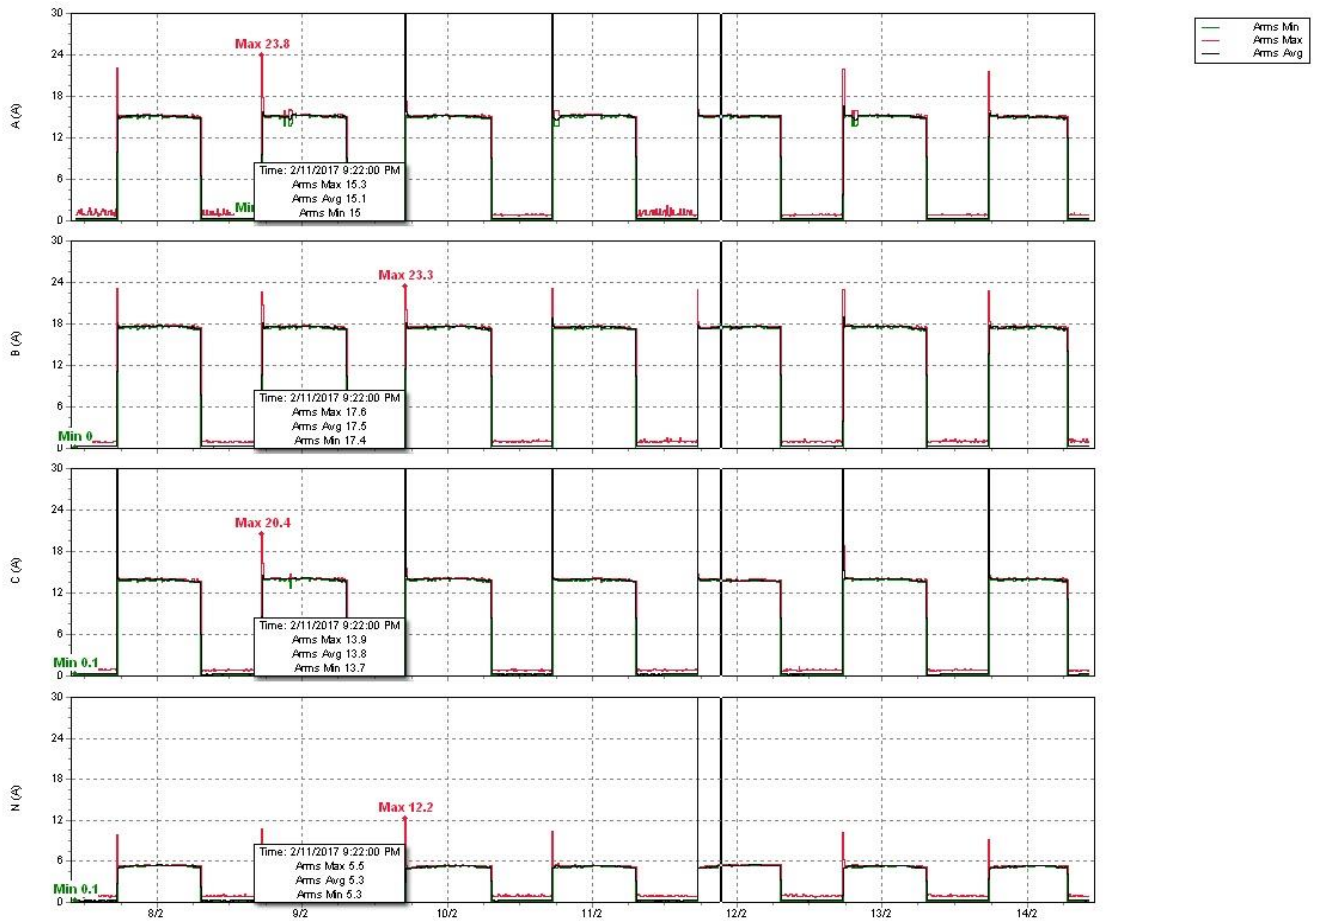 Arms Min
Arms Max
Arms Avg
A (A)
30
24
18
12
6
0
Max 23.8
Time: 2/11/2017 9:22:00 PM
Arms Max 15.3
Arms Avg 15.1
Arms Min 15
B (A)
30
24
18
12
6
0
Max 23.3
Min 0
Time: 2/11/2017 9:22:00 PM
Arms Max 17.6
Arms Avg 17.5
Arms Min 17.4
C (A)
30
24
18
12
6
0
Max 20.4
Min 0.1
Time: 2/11/2017 9:22:00 PM
Arms Max 13.9
Arms Avg 13.8
Arms Min 13.7
N (A)
30
24
18
12
6
0
Max 12.2
Min 0.1
Time: 2/11/2017 9:22:00 PM
Arms Max 5.5
Arms Avg 5.3
Arms Min 5.3
8/2 9/2 10/2 11/2 12/2 13/2 14/2